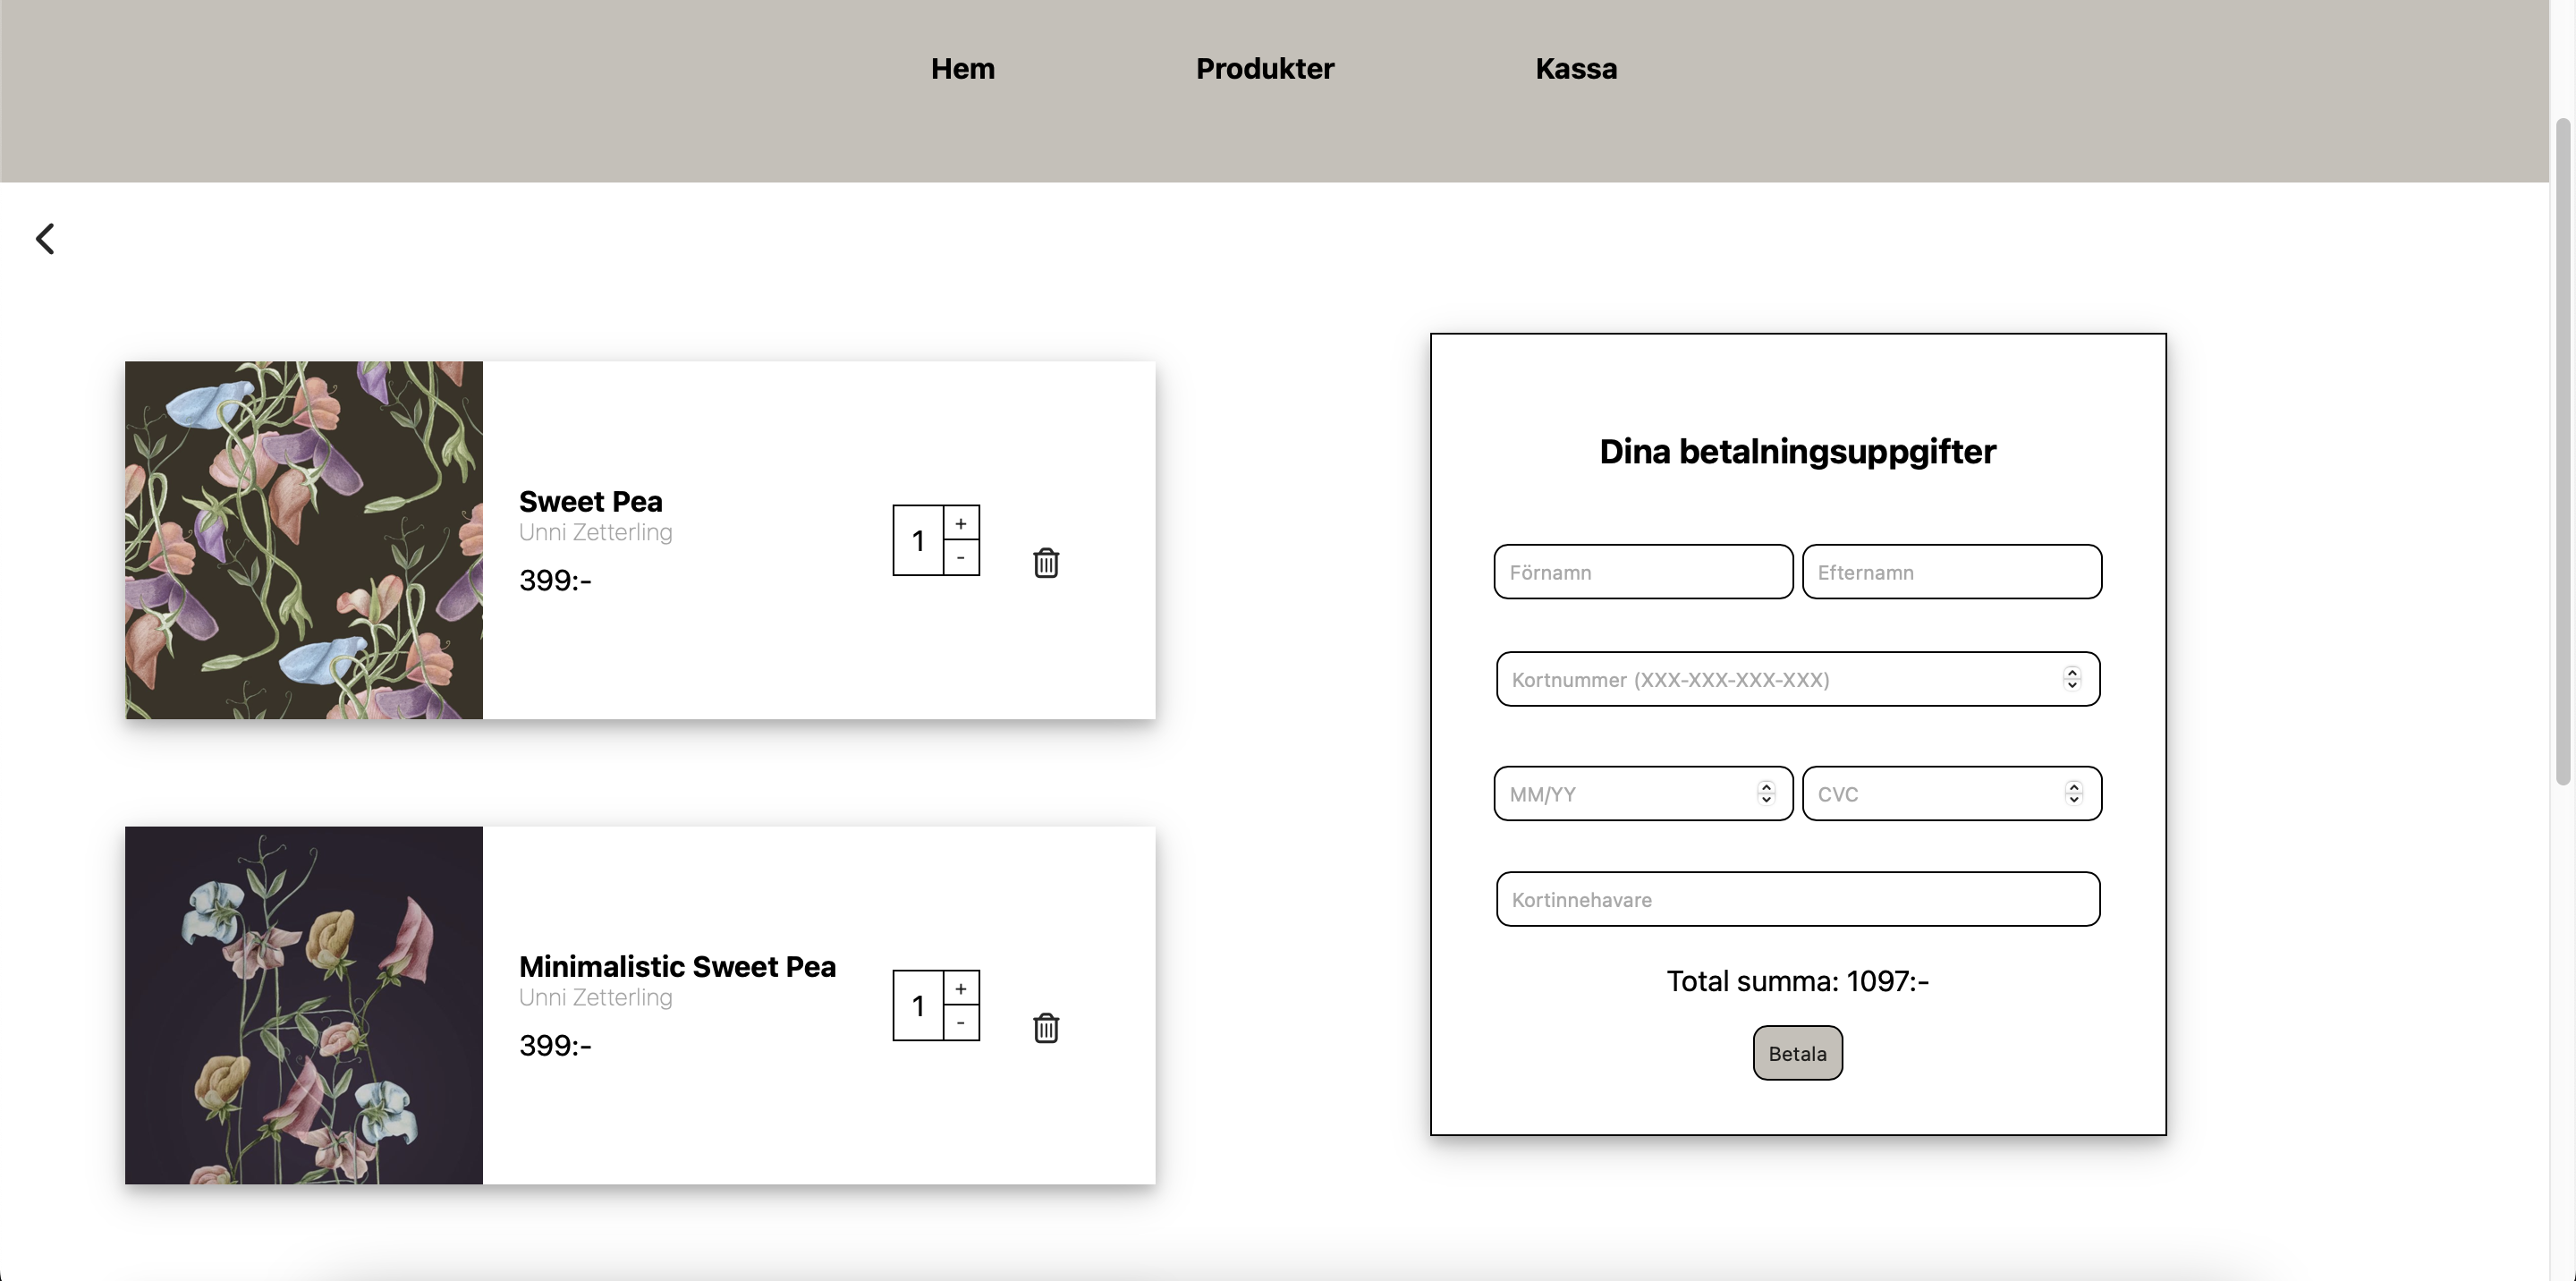 Hem Produkter Kassa
Sweet Pea
Unni Zetterling
399:-
1
+
-
Minimalistic Sweet Pea
Unni Zetterling
399:-
1
+
-
Dina betalningsuppgifter
Förnamn Efternamn
Kortnummer (XXX-XXX-XXX-XXX)
MM/YY CVC
Kortinnehavare
Total summa: 1097:-
Betala